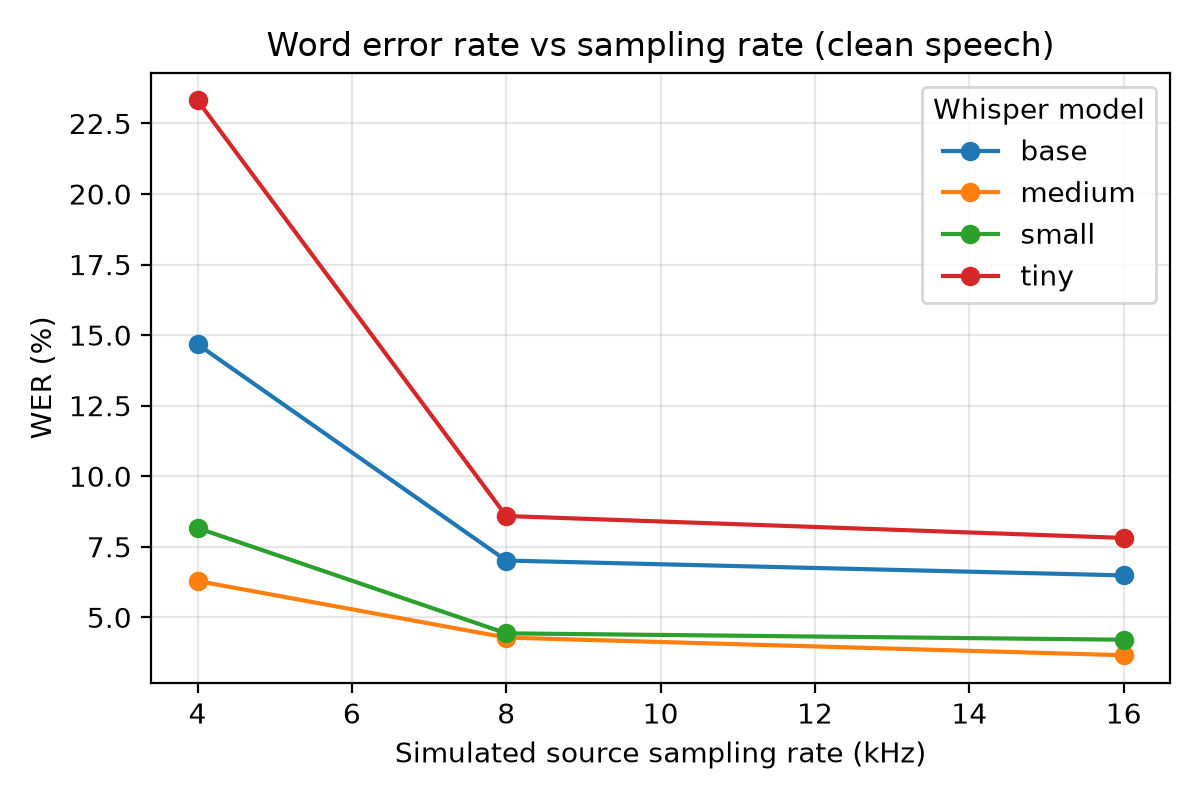 Word error rate vs sampling rate (clean speech)
Whisper model
base
medium
small
tiny
WER (%)
22.5
20.0
17.5
15.0
12.5
10.0
7.5
5.0
4 6 8 10 12 14 16
Simulated source sampling rate (kHz)